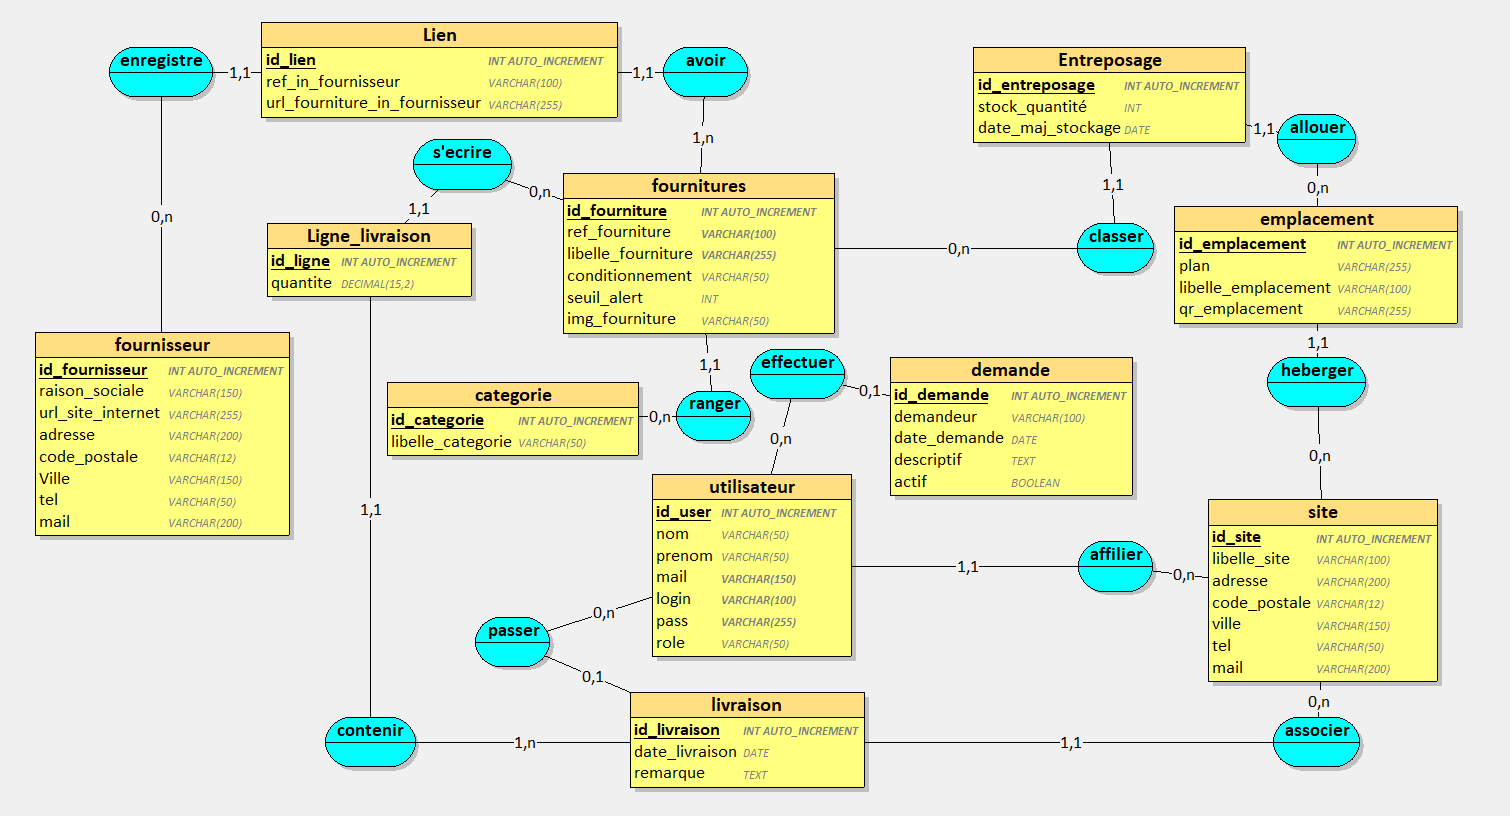 Lien
id_lien INT AUTO_INCREMENT
ref_in_fournisseur VARCHAR(100)
url_fourniture_in_fournisseur VARCHAR(255)
enregistre
1,1
1,1
avoir
0,n
1,n
Entreposage
id_entreposage INT AUTO_INCREMENT
stock_quantité INT
date_maj_stockage DATE
1,1
allouer
0,n
1,1
classer
0,n
s'ecrire
0,n
1,1
fournitures
id_fourniture INT AUTO_INCREMENT
ref_fourniture VARCHAR(100)
libelle_fourniture VARCHAR(255)
conditionnement VARCHAR(50)
seuil_alert INT
img_fourniture VARCHAR(50)
emplacement
id_emplacement INT AUTO_INCREMENT
plan VARCHAR(255)
libelle_emplacement VARCHAR(100)
qr_emplacement VARCHAR(255)
Ligne_livraison
id_ligne INT AUTO_INCREMENT
quantite DECIMAL(15,2)
fournisseur
id_fournisseur INT AUTO_INCREMENT
raison_sociale VARCHAR(150)
url_site_internet VARCHAR(255)
adresse VARCHAR(200)
code_postale VARCHAR(12)
Ville VARCHAR(150)
tel VARCHAR(50)
mail VARCHAR(200)
1,1
1,1
heberger
0,n
categorie
id_categorie INT AUTO_INCREMENT
libelle_categorie VARCHAR(50)
0,n
ranger
effectuer
0,1
0,n
demande
id_demande INT AUTO_INCREMENT
demandeur VARCHAR(100)
date_demande DATE
descriptif TEXT
actif BOOLEAN
1,1
utilisateur
id_user INT AUTO_INCREMENT
nom VARCHAR(50)
prenom VARCHAR(50)
mail VARCHAR(150)
login VARCHAR(100)
pass VARCHAR(255)
role VARCHAR(50)
1,1
affilier
0,n
site
id_site INT AUTO_INCREMENT
libelle_site VARCHAR(100)
adresse VARCHAR(200)
code_postale VARCHAR(12)
ville VARCHAR(150)
tel VARCHAR(50)
mail VARCHAR(200)
0,n
passer
0,1
livraison
id_livraison INT AUTO_INCREMENT
date_livraison DATE
remarque TEXT
contenir
1,n
1,1
0,n
associer